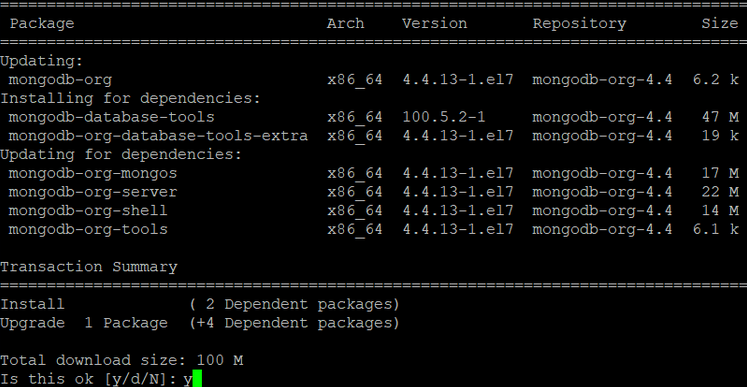 ================================================================================
Package Arch Version Repository Size
================================================================================
Updating:
mongodb-org x86_64 4.4.13-1.el7 mongodb-org-4.4 6.2 k
Installing for dependencies:
mongodb-database-tools x86_64 100.5.2-1 mongodb-org-4.4 47 M
mongodb-org-database-tools-extra x86_64 4.4.13-1.el7 mongodb-org-4.4 19 k
Updating for dependencies:
mongodb-org-mongos x86_64 4.4.13-1.el7 mongodb-org-4.4 17 M
mongodb-org-server x86_64 4.4.13-1.el7 mongodb-org-4.4 22 M
mongodb-org-shell x86_64 4.4.13-1.el7 mongodb-org-4.4 14 M
mongodb-org-tools x86_64 4.4.13-1.el7 mongodb-org-4.4 6.1 k
Transaction Summary
================================================================================
Install ( 2 Dependent packages)
Upgrade 1 Package (+4 Dependent packages)
Total download size: 100 M
Is this ok [y/d/N]: y